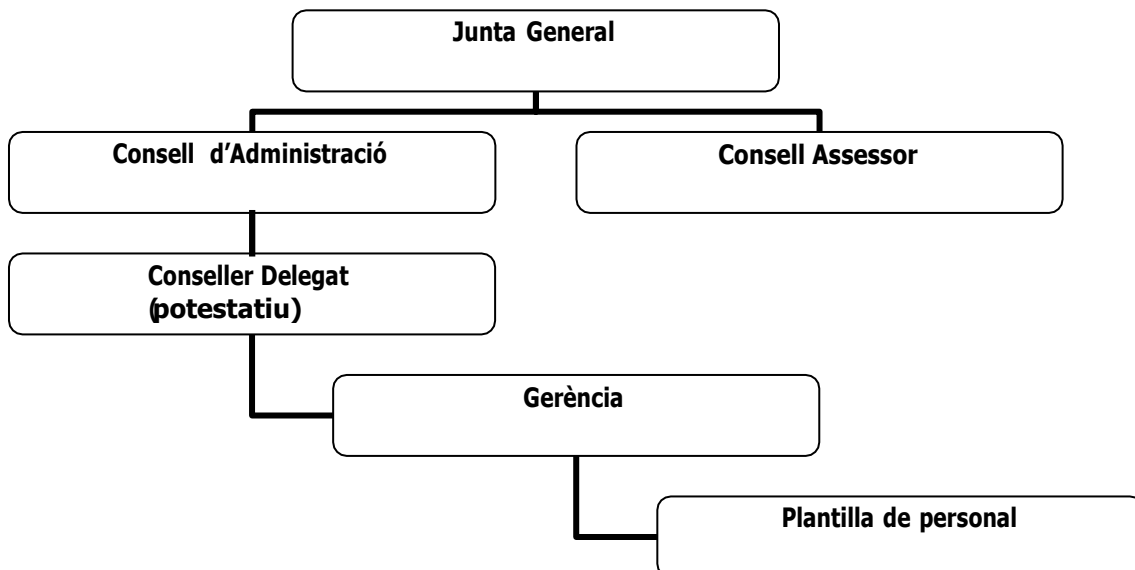 Junta General
Consell d’Administració
Consell Assessor
Conseller Delegat
(potestatiu)
Gerència
Plantilla de personal